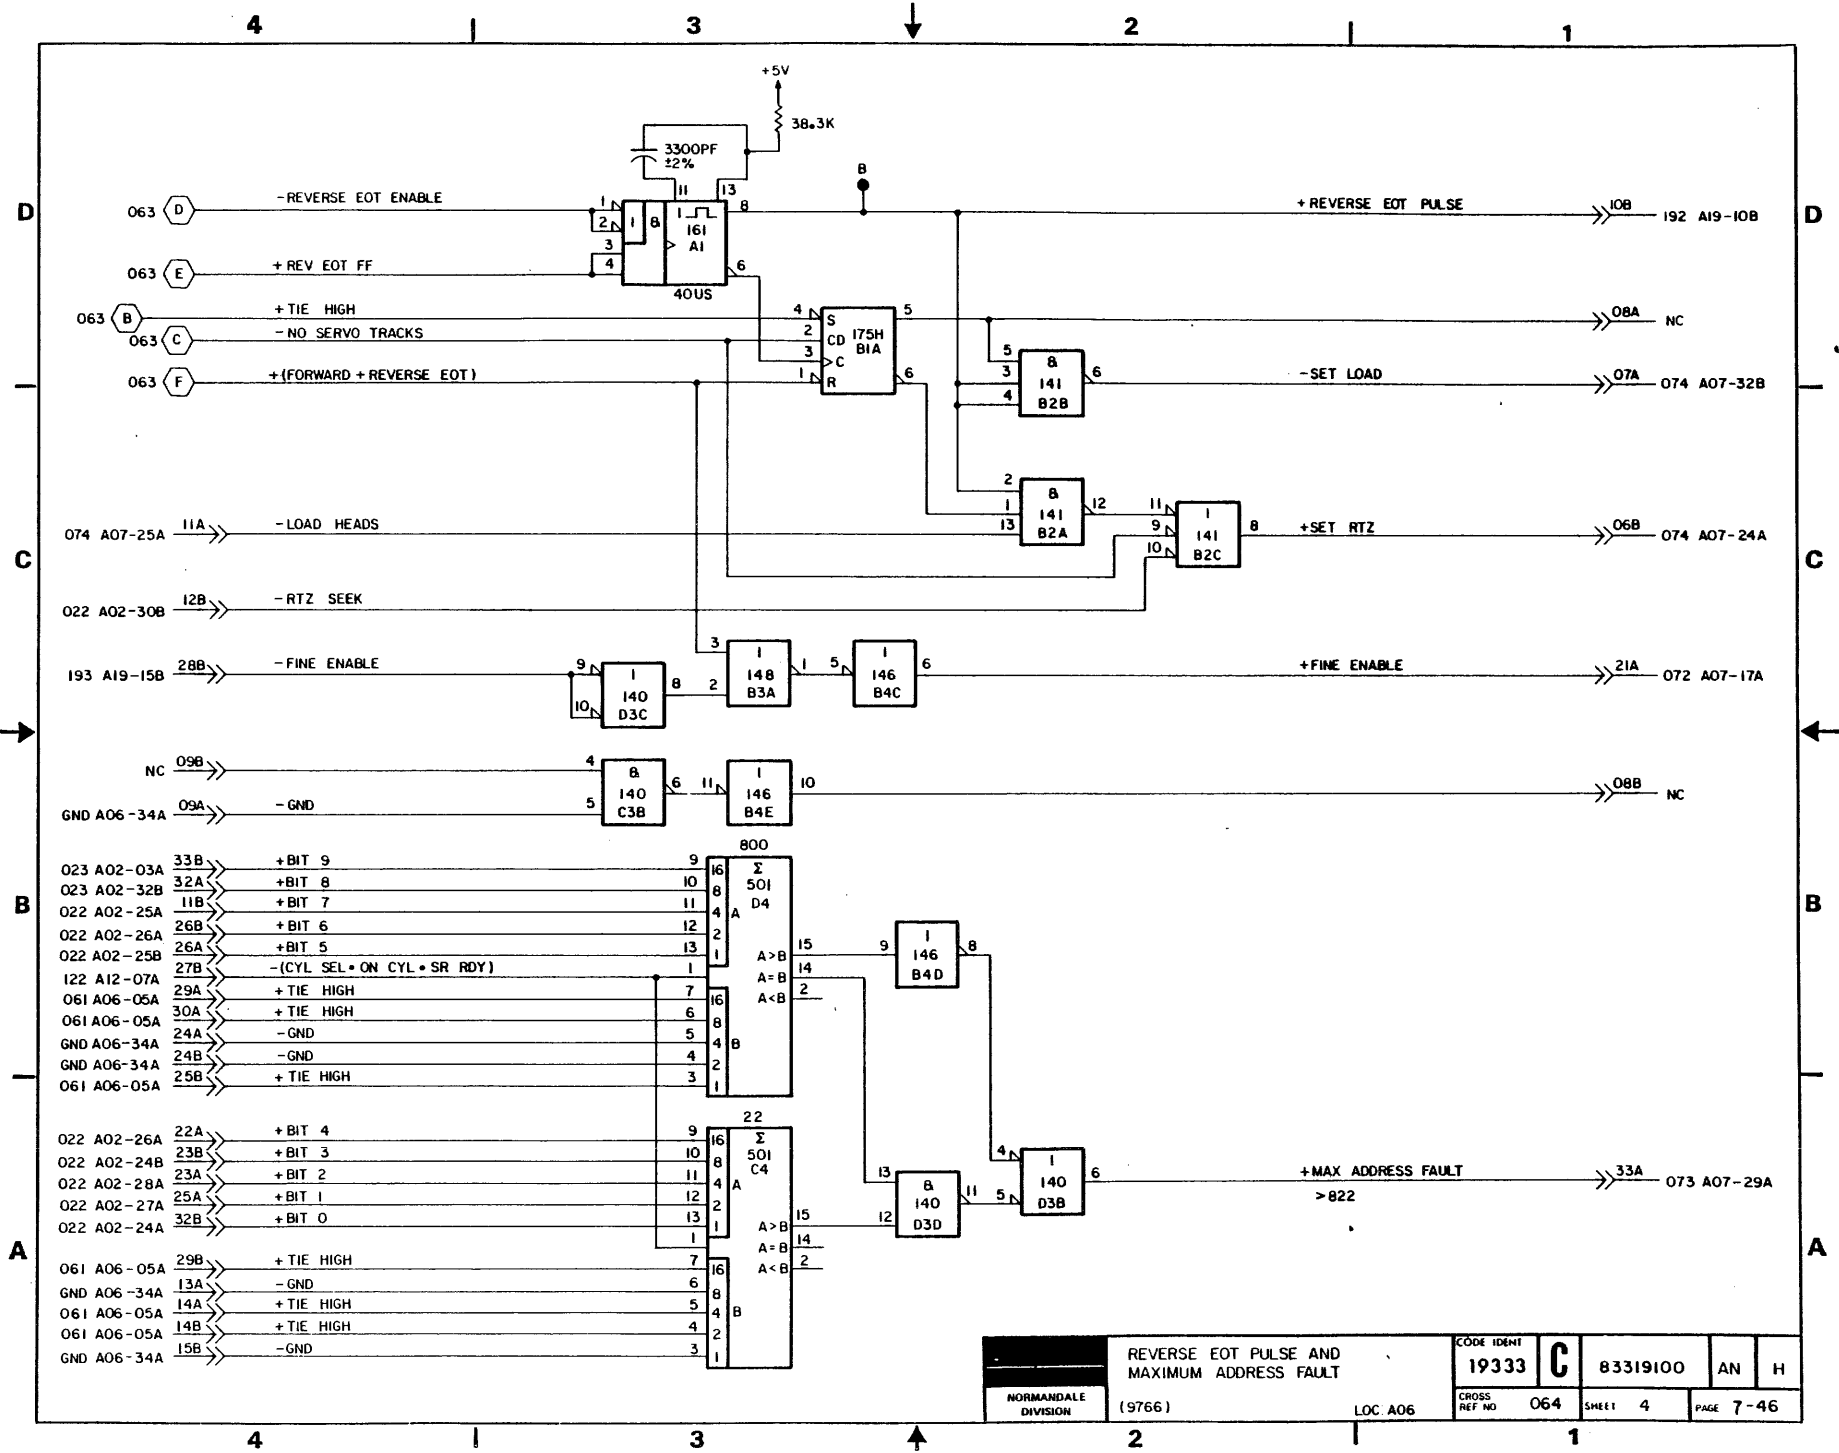 4 3 2 1
+5V
38.3K
3300PF
±2%
11 13
B
D
063 D -REVERSE EOT ENABLE 1 2 3 4
1 & 1 161 A1
8 +REVERSE EOT PULSE 10B 192 A19-10B
D
063 E +REV EOT FF
6
40US
063 B +TIE HIGH 4 S 5 08A NC
063 C -NO SERVO TRACKS 2 CD 175H
3 C B1A
063 F +(FORWARD+REVERSE EOT) 1 R 6
5 3 4 & 141 B2B 6 -SET LOAD 07A 074 A07-32B
2 1 13 & 141 B2A 12
11 9 10 1 141 B2C 8 +SET RTZ 06B 074 A07-24A
074 A07-25A 11A -LOAD HEADS
C C
022 A02-30B 12B -RTZ SEEK
193 A19-15B 28B -FINE ENABLE 9 10 1 140 D3C 8
3 2 1 148 B3A 1 5 1 146 B4C 6 +FINE ENABLE 21A 072 A07-17A
NC 09B 4
GND A06-34A 09A -GND 5
& 140 C3B 6 11 1 146 B4E 10 08B NC
800
Σ
501
D4
023 A02-03A 33B +BIT 9 9 16
023 A02-32B 32A +BIT 8 10 8
B 022 A02-25A 11B +BIT 7 11 4 A B
022 A02-26A 26B +BIT 6 12 2
022 A02-25B 26A +BIT 5 13 1 A>B 15
122 A12-07A 27B -(CYL SEL•ON CYL•SR RDY) 1 A=B 14
061 A06-05A 29A +TIE HIGH 7 16 A<B 2
061 A06-05A 30A +TIE HIGH 6 8
GND A06-34A 24A -GND 5 4 B
GND A06-34A 24B -GND 4 2
061 A06-05A 25B +TIE HIGH 3 1
9 1 146 B4D 8
22
Σ
501
C4
022 A02-26A 22A +BIT 4 9 16
022 A02-24B 23B +BIT 3 10 8
022 A02-28A 23A +BIT 2 11 4 A
022 A02-27A 25A +BIT 1 12 2
022 A02-24A 32B +BIT 0 13 1 A>B 15
1 A=B 14
A A
061 A06-05A 29B +TIE HIGH 7 16 A<B 2
GND A06-34A 13A -GND 6 8
061 A06-05A 14A +TIE HIGH 5 4 B
061 A06-05A 14B +TIE HIGH 4 2
GND A06-34A 15B -GND 3 1
13 12 & 140 D3D 11
4 5 1 140 D3B 6 +MAX ADDRESS FAULT 33A 073 A07-29A
>822
NORMANDALE
DIVISION
REVERSE EOT PULSE AND
MAXIMUM ADDRESS FAULT
(9766) LOC. A06
CODE IDENT
19333 C 83319100 AN H
CROSS
REF NO 064 SHEET 4 PAGE 7-46
4 3 2 1